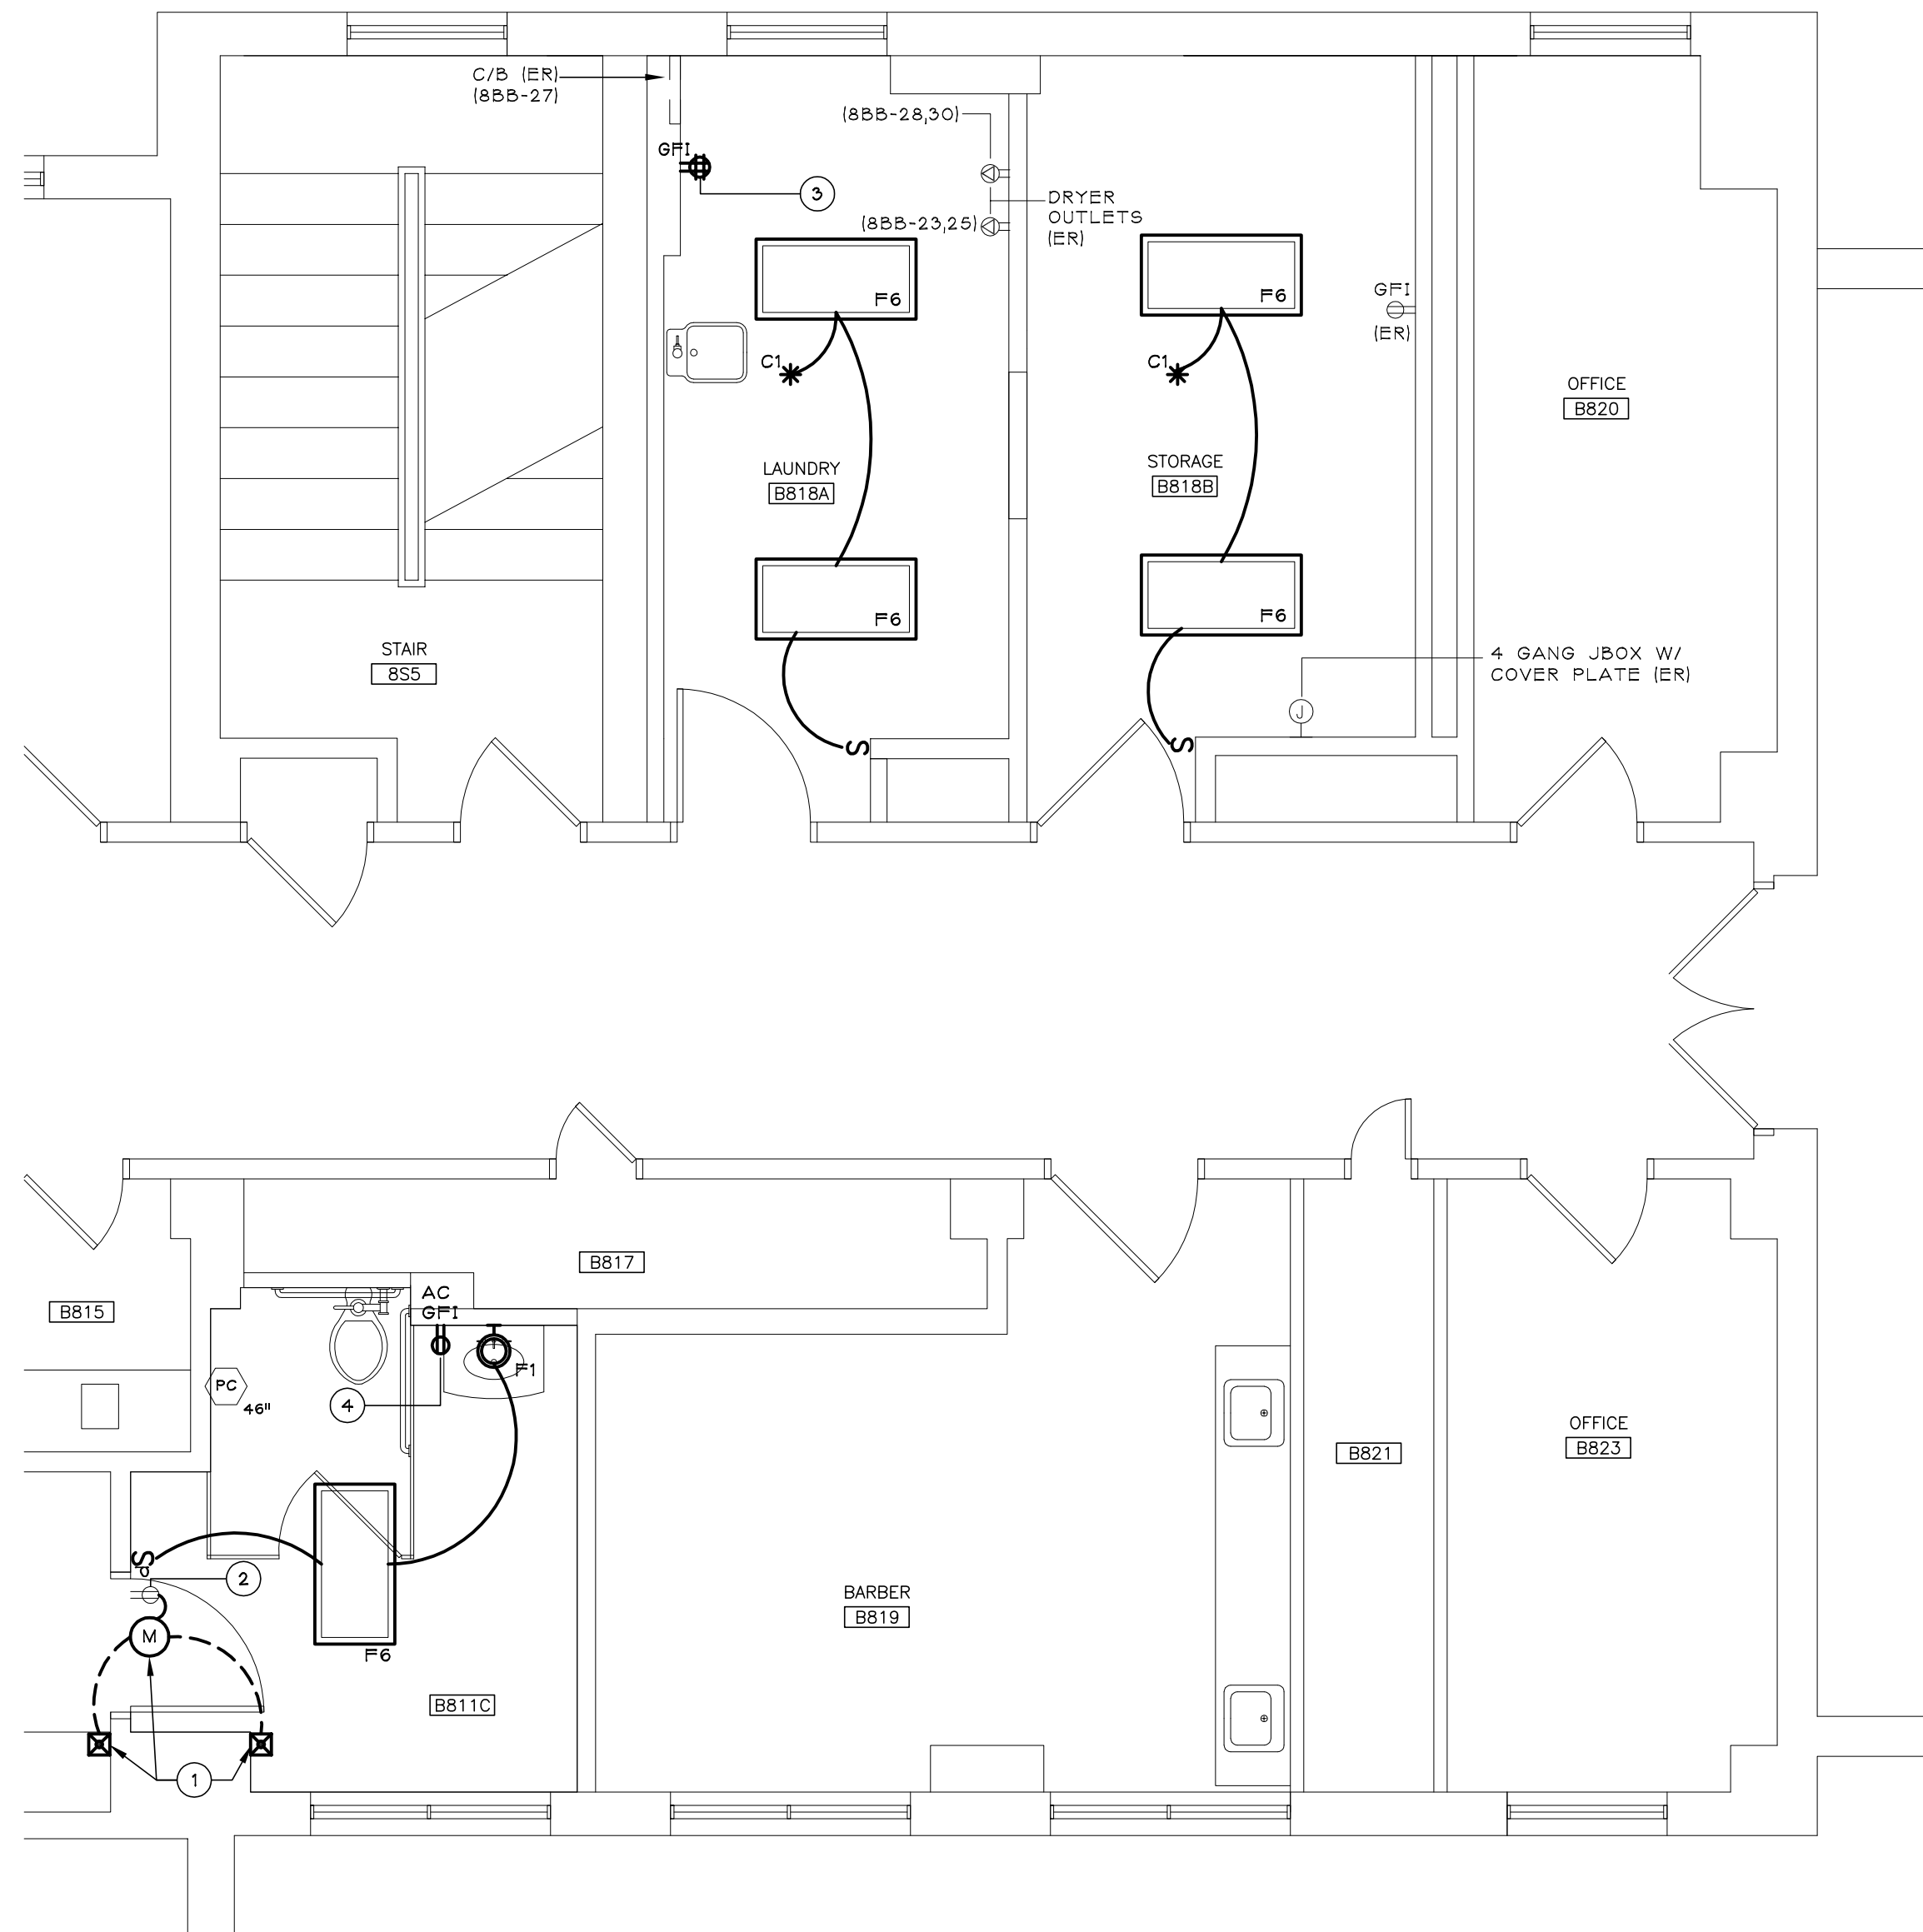 C/B (ER)
(8BB-27)
GFI
3
(8BB-28,30)
(8BB-23,25)
DRYER
OUTLETS
(ER)
F6
F6
GFI
(ER)
C1
C1
OFFICE
B820
LAUNDRY
B818A
STORAGE
B818B
F6
F6
STAIR
8S5
4 GANG JBOX W/
COVER PLATE (ER)
J
S
S
B817
B815
AC
GFI
F1
PC
46"
4
OFFICE
B823
B821
SP
2
BARBER
B819
M
F6
B811C
1